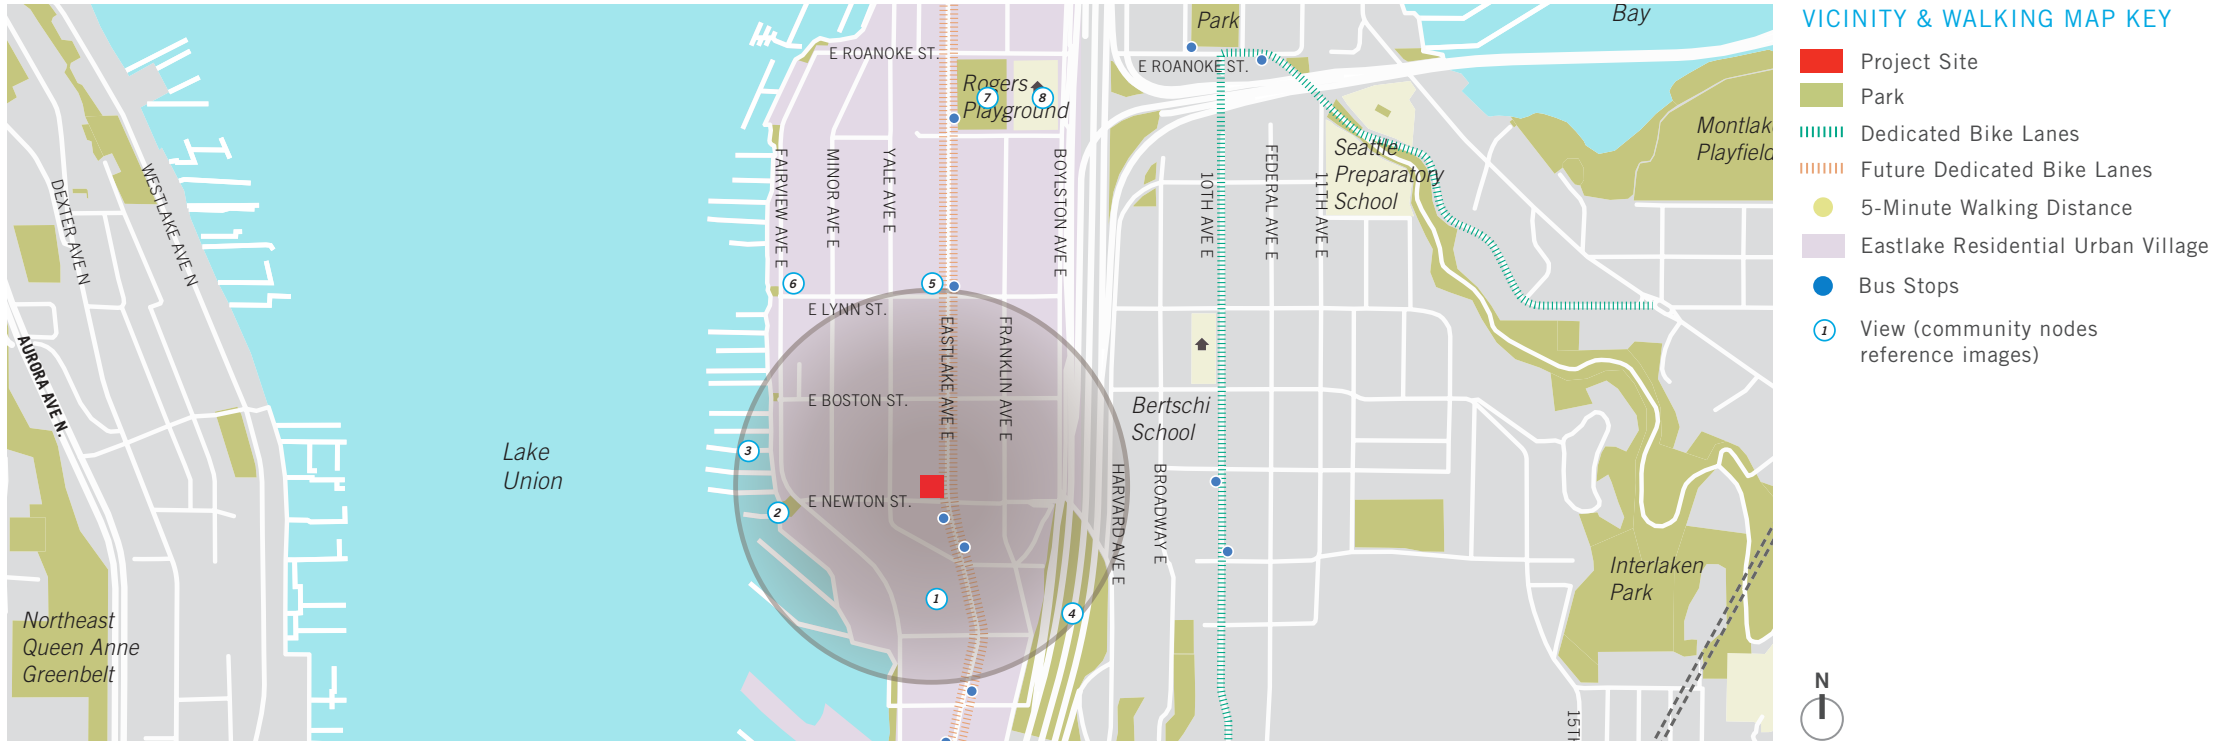 Park
Bay
E ROANOKE ST.
E ROANOKE ST.
Rogers
Playground
7
8
Montlak
Playfield
Seattle
Preparatory
School
DEXTER AVE N
WESTLAKE AVE N
FAIRVIEW AVE E
MINOR AVE E
YALE AVE E
BOYLSTON AVE E
10TH AVE E
FEDERAL AVE E
11TH AVE E
6
5
E LYNN ST.
EASTLAKE AVE E
FRANKLIN AVE E
AURORA AVE N.
E BOSTON ST.
Bertschi
School
Lake
Union
3
HARVARD AVE E
BROADWAY E
E NEWTON ST.
2
1
4
Interlaken
Park
Northeast
Queen Anne
Greenbelt
15TH
VICINITY & WALKING MAP KEY
Project Site
Park
Dedicated Bike Lanes
Future Dedicated Bike Lanes
5-Minute Walking Distance
Eastlake Residential Urban Village
Bus Stops
1
View (community nodes
reference images)
N